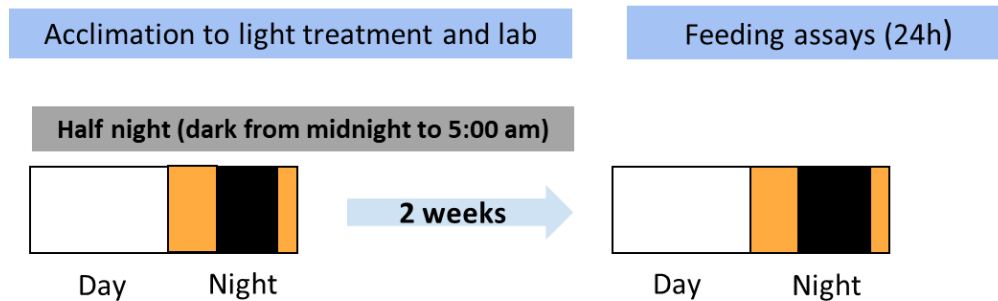 Acclimation to light treatment and lab
Feeding assays (24h)
Half night (dark from midnight to 5:00 am)
2 weeks
Day
Night
Day
Night